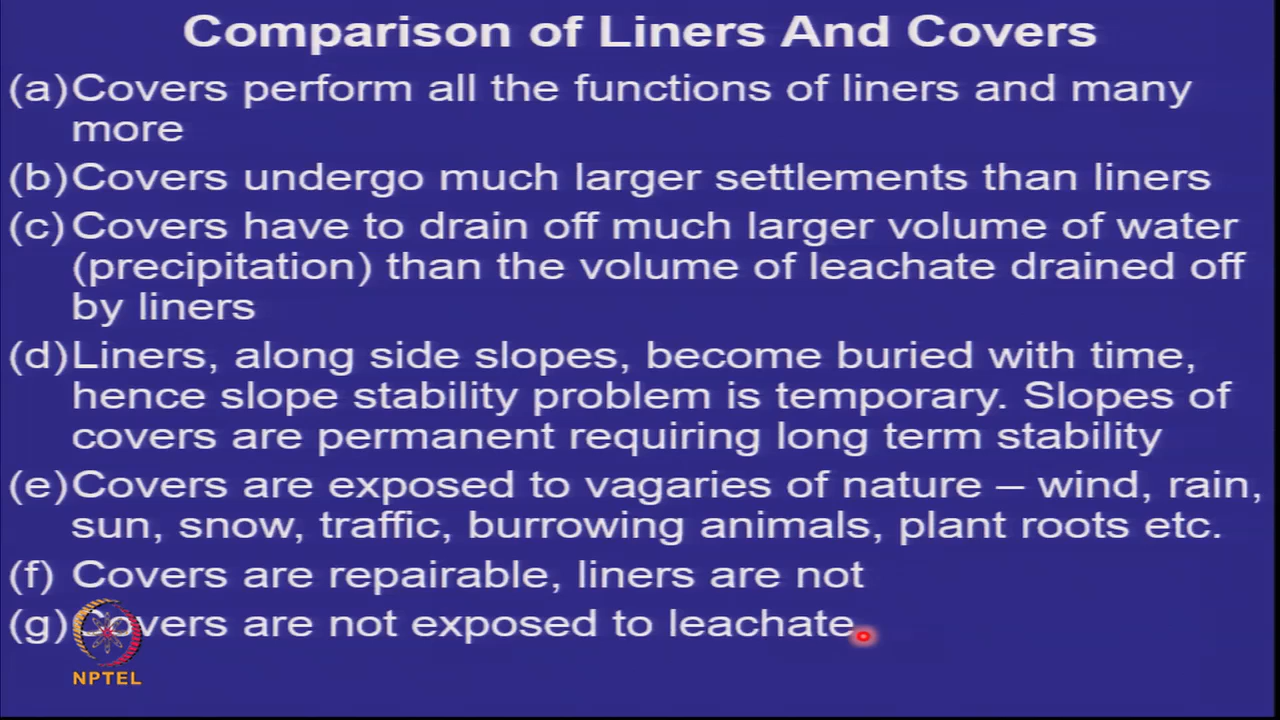 Comparison of Liners And Covers
(a) Covers perform all the functions of liners and many
more
(b) Covers undergo much larger settlements than liners
(c) Covers have to drain off much larger volume of water
(precipitation) than the volume of leachate drained off
by liners
(d) Liners, along side slopes, become buried with time,
hence slope stability problem is temporary. Slopes of
covers are permanent requiring long term stability
(e) Covers are exposed to vagaries of nature – wind, rain,
sun, snow, traffic, burrowing animals, plant roots etc.
(f) Covers are repairable, liners are not
(g) Covers are not exposed to leachate
NPTEL